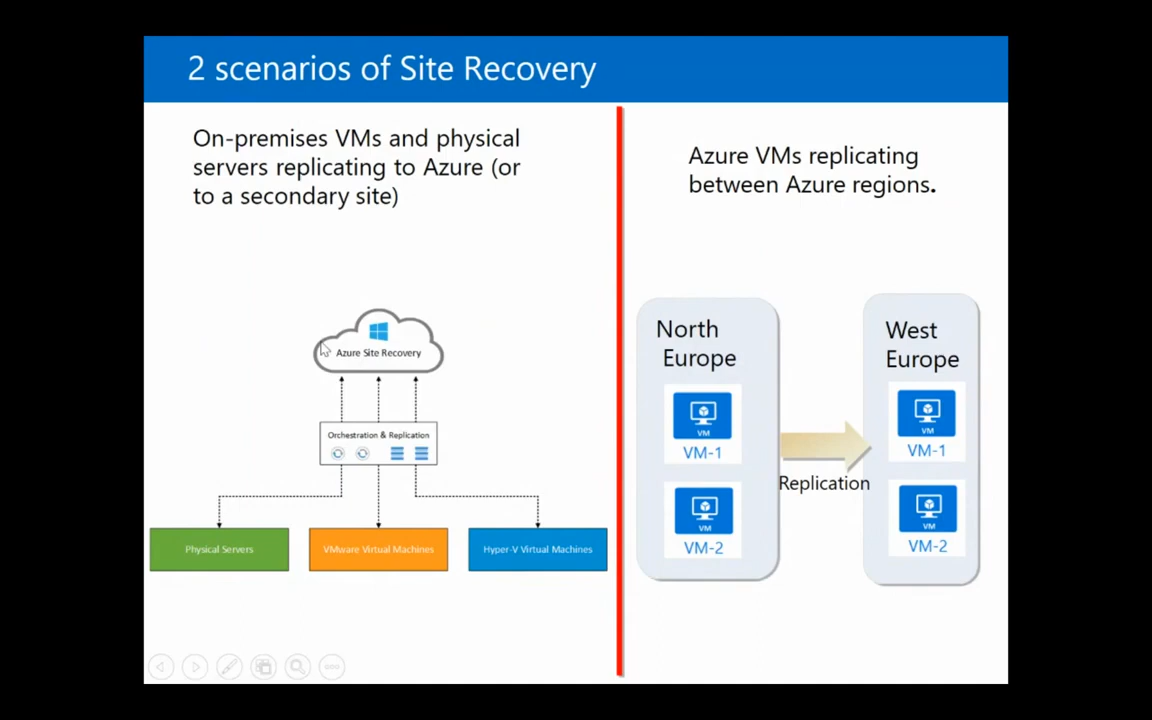 2 scenarios of Site Recovery
On-premises VMs and physical
servers replicating to Azure (or
to a secondary site)
Azure Site Recovery
Orchestration & Replication
Physical Servers
VMware Virtual Machines
Hyper-V Virtual Machines
Azure VMs replicating
between Azure regions.
North
Europe
VM
VM-1
VM
VM-2
Replication
West
Europe
VM
VM-1
VM
VM-2